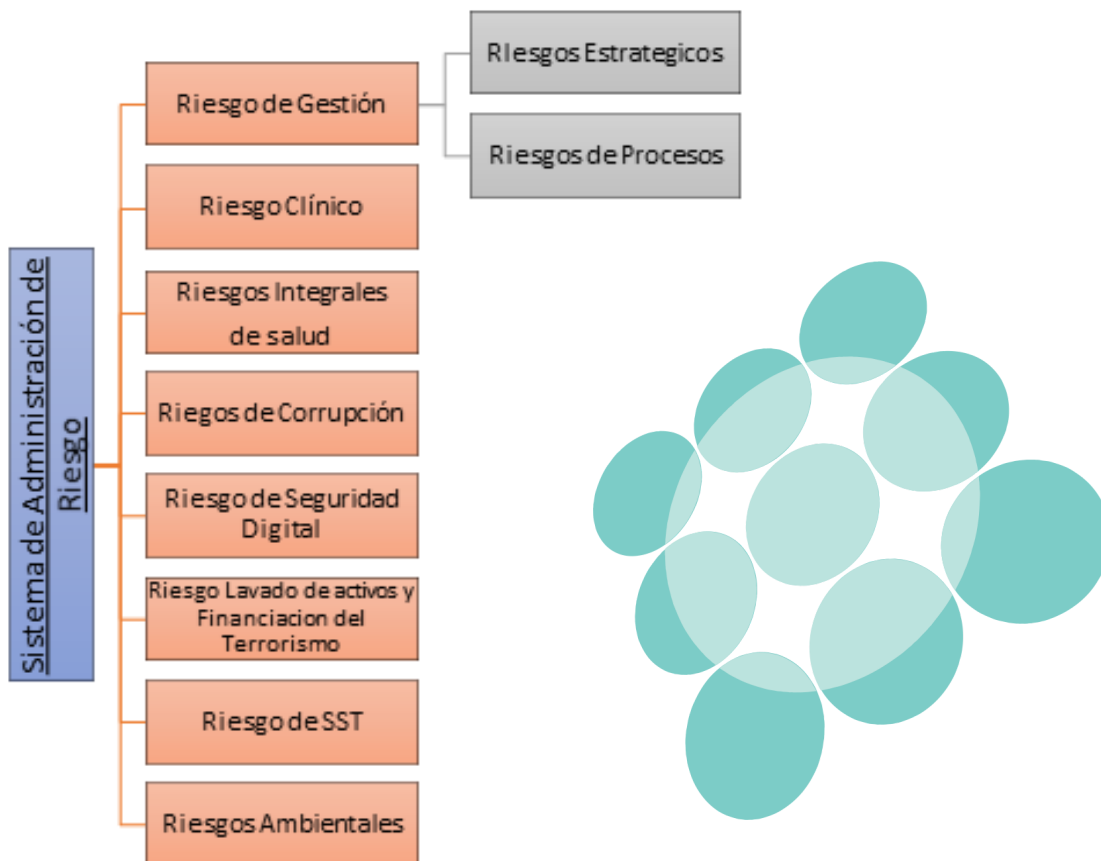 Sistema de Administración de
Riesgo
Riesgo de Gestión
RIesgos Estrategicos
Riesgos de Procesos
Riesgo Clínico
Riesgos Integrales
de salud
Riegos de Corrupción
Riesgo de Seguridad
Digital
Riesgo Lavado de activos y
Financiacion del
Terrorismo
Riesgo de SST
Riesgos Ambientales